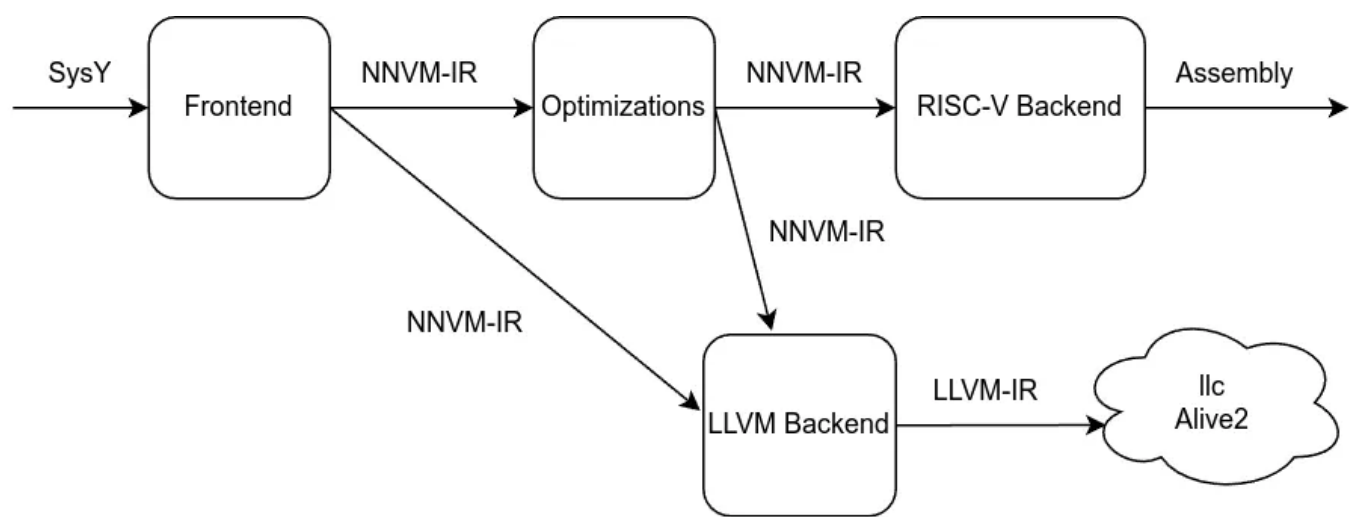 SysY
Frontend
NNVM-IR
Optimizations
NNVM-IR
RISC-V Backend
Assembly
NNVM-IR
NNVM-IR
LLVM Backend
LLVM-IR
llc
Alive2